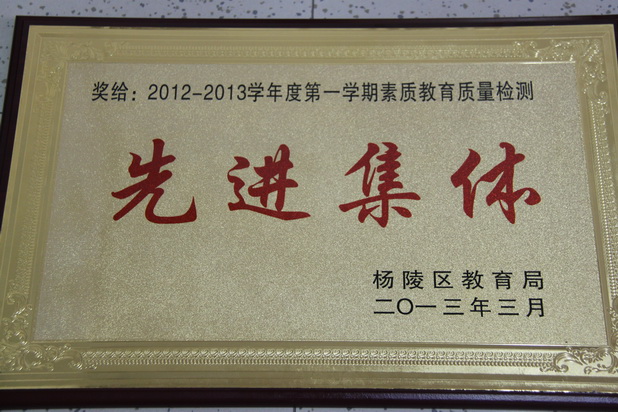 奖给：2012-2013学年度第一学期素质教育质量检测
先进集体
杨陵区教育局
二〇一三年三月